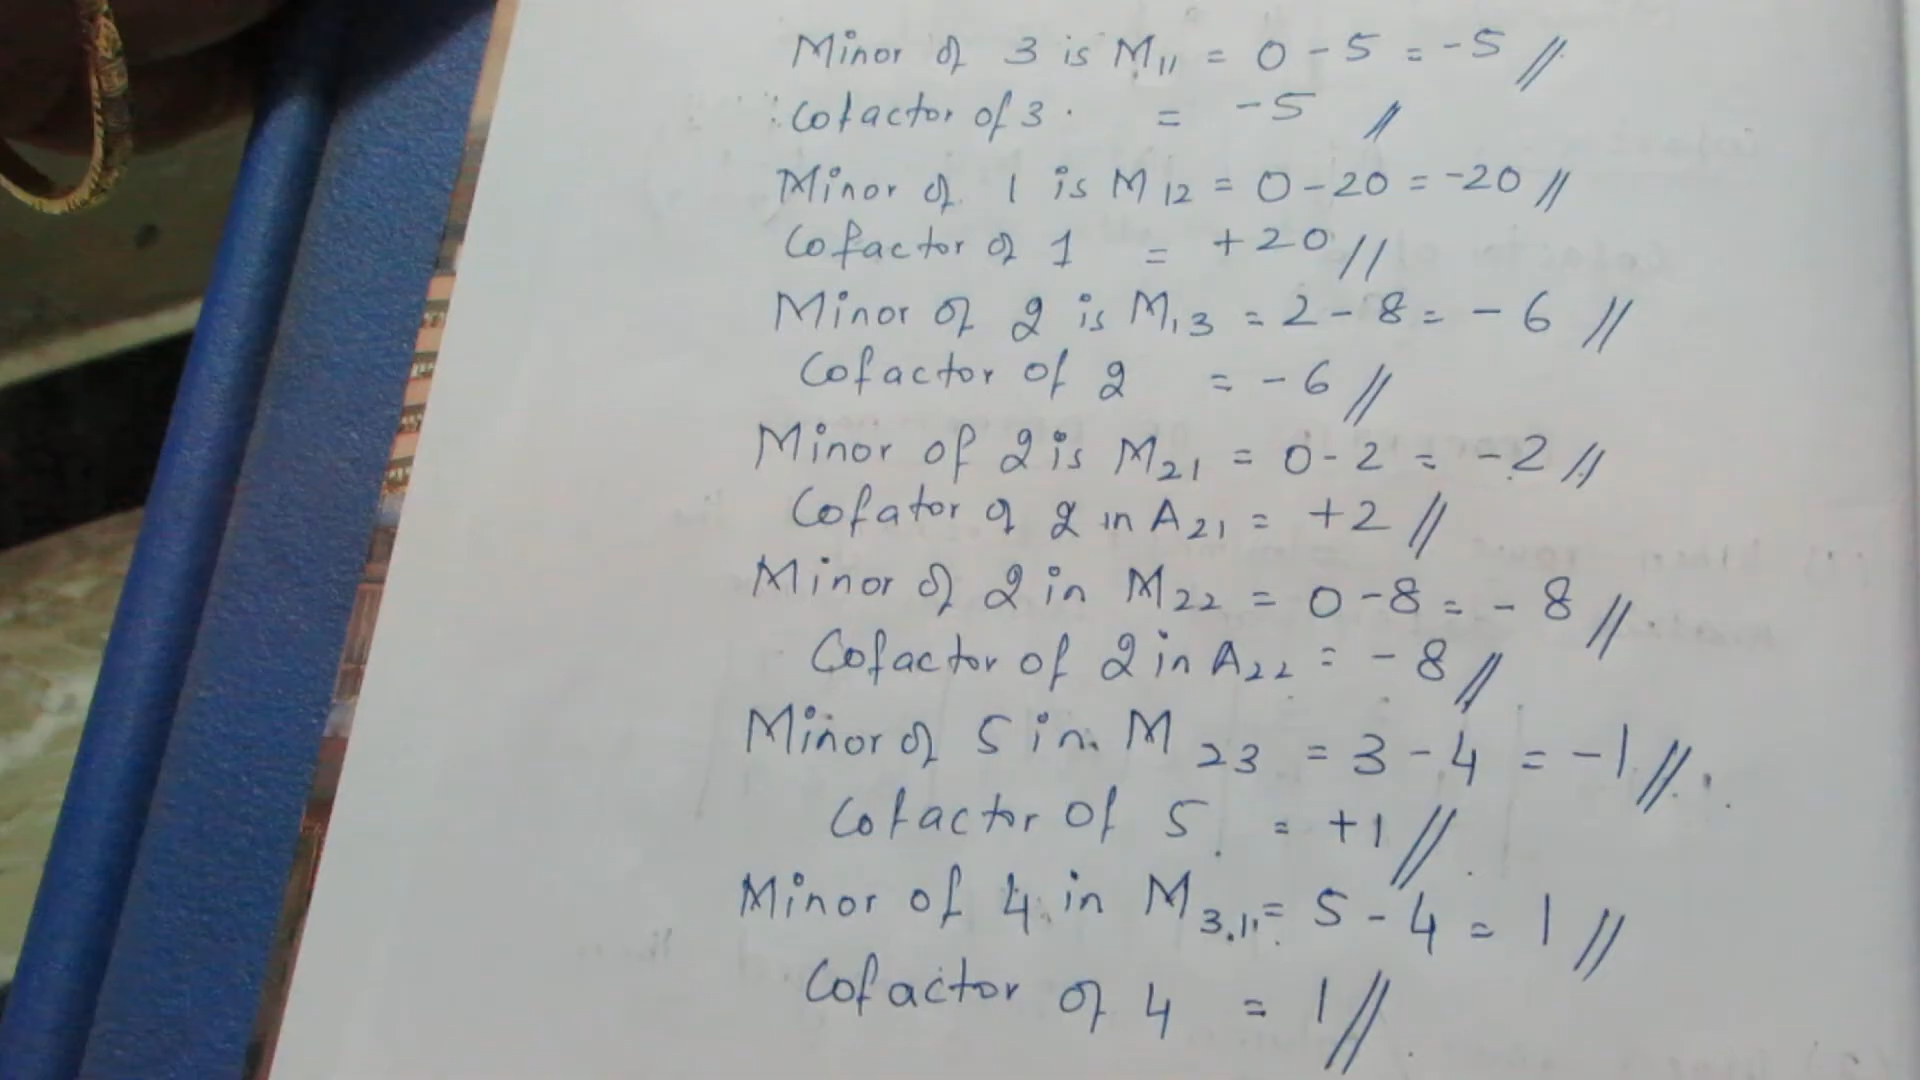 Minor of 3 is M11 = 0 - 5 = -5 //
Cofactor of 3 = -5 //
Minor of 1 is M12 = 0 - 20 = -20 //
Cofactor of 1 = +20 //
Minor of 2 is M13 = 2 - 8 = -6 //
Cofactor of 2 = -6 //
Minor of 2 is M21 = 0 - 2 = -2 //
Cofator of 2 in A21 = +2 //
Minor of 2 in M22 = 0 - 8 = -8 //
Cofactor of 2 in A22 = -8 //
Minor of 5 in M23 = 3 - 4 = -1 //
Cofactor of 5 = +1 //
Minor of 4 in M31 = 5 - 4 = 1 //
Cofactor of 4 = 1 //